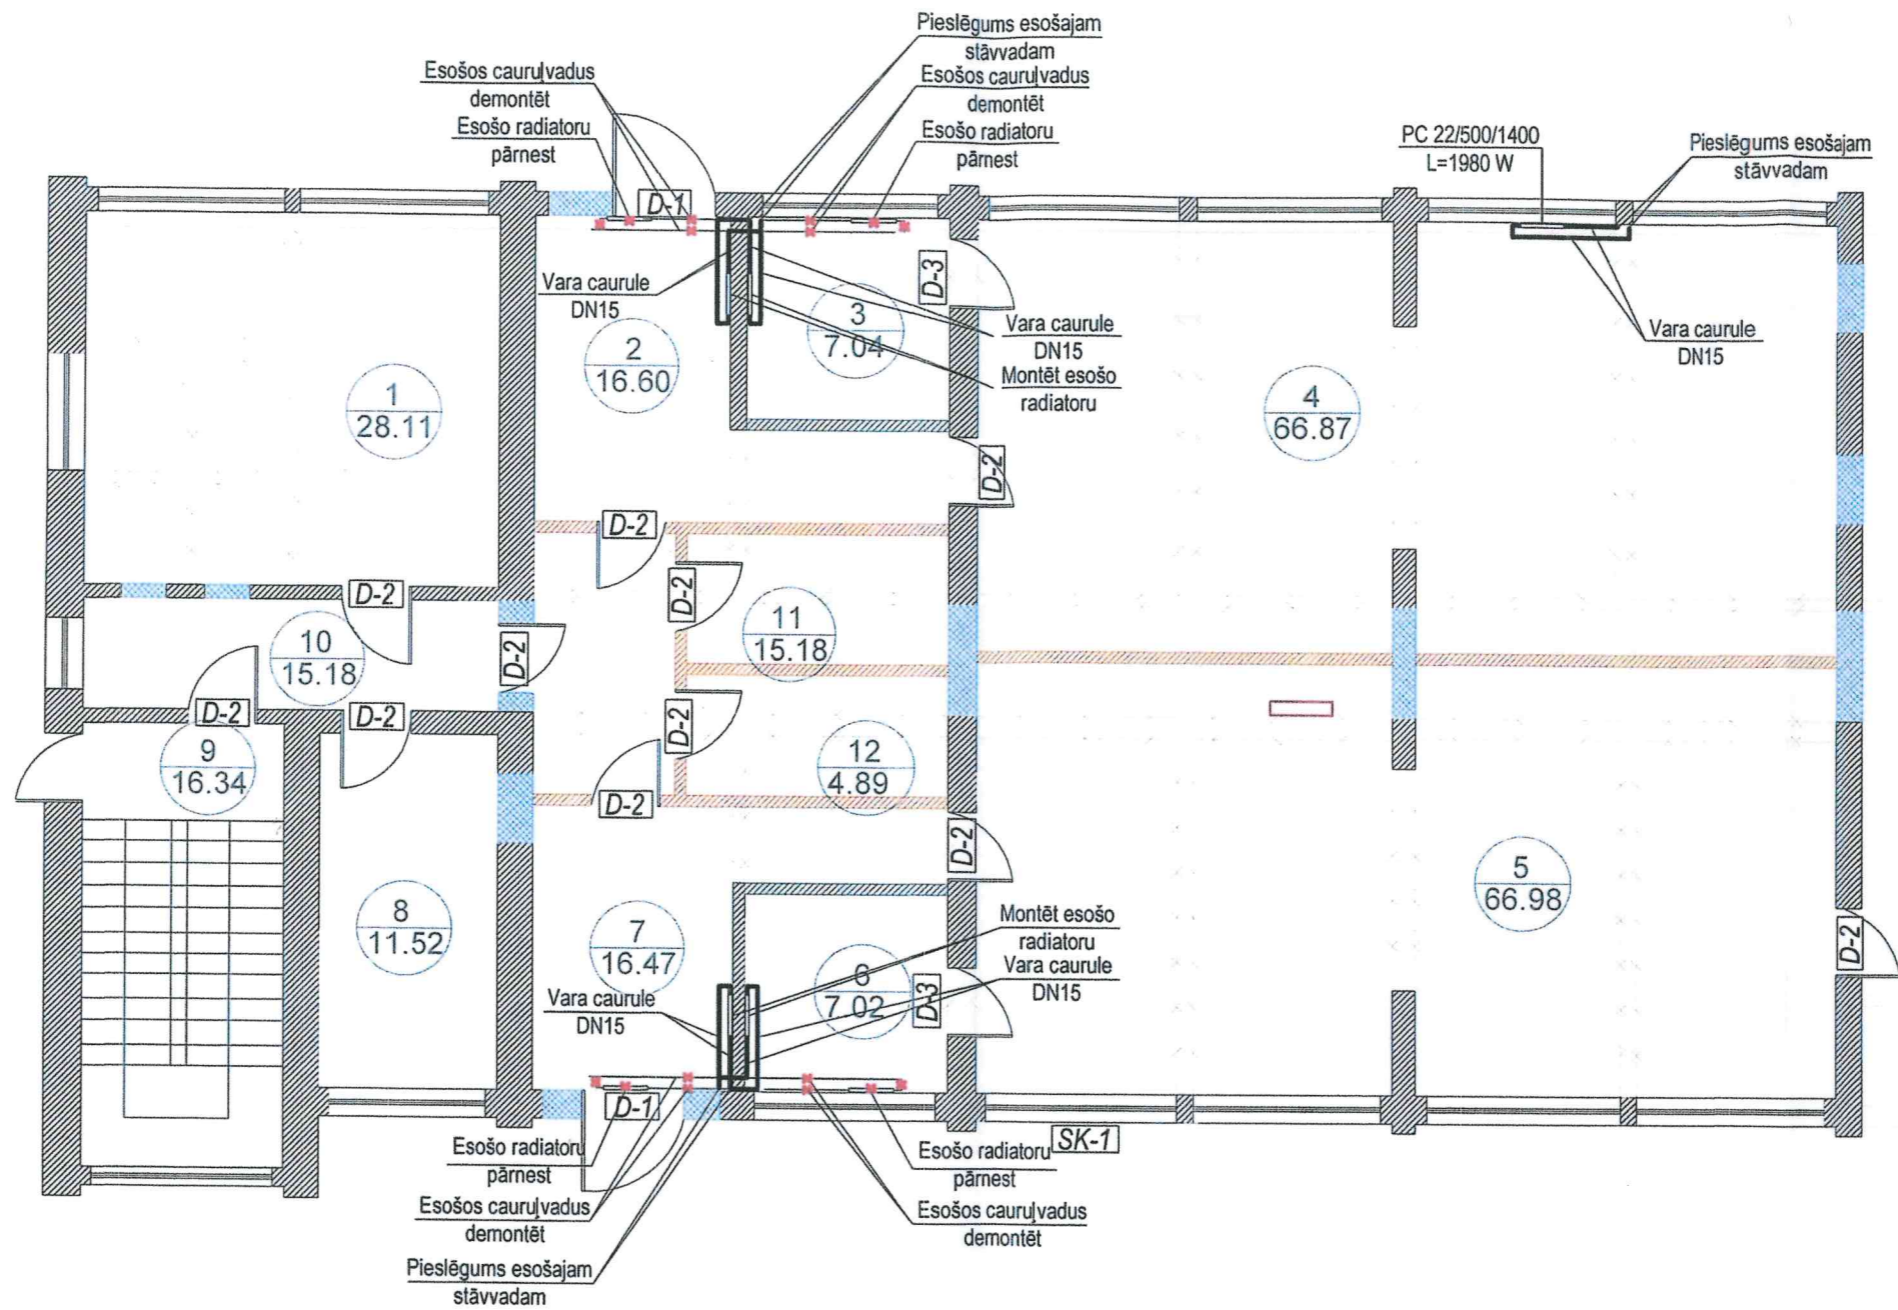 Pieslēgums esošajam
stāvvadam
Esošos cauruļvadus
demontēt
Esošos cauruļvadus
demontēt
Esošo radiatoru
pārnest
Esošo radiatoru
pārnest
PC 22/500/1400
L=1980 W
Pieslēgums esošajam
stāvvadam
D-1
D-3
Vara caurule
DN15
3
7.04
Vara caurule
DN15
Vara caurule
DN15
2
16.60
Montēt esošo
radiatoru
1
28.11
4
66.87
D-2
D-2
D-2
D-2
11
15.18
10
15.18
D-2
D-2
D-2
D-2
9
16.34
12
4.89
D-2
D-2
5
66.98
8
11.52
7
16.47
Montēt esošo
radiatoru
D-2
Vara caurule
DN15
6
7.02
D-3
Vara caurule
DN15
D-1
SK-1
Esošo radiatoru
pārnest
Esošo radiatoru
pārnest
Esošos cauruļvadus
demontēt
Esošos cauruļvadus
demontēt
Pieslēgums esošajam
stāvvadam